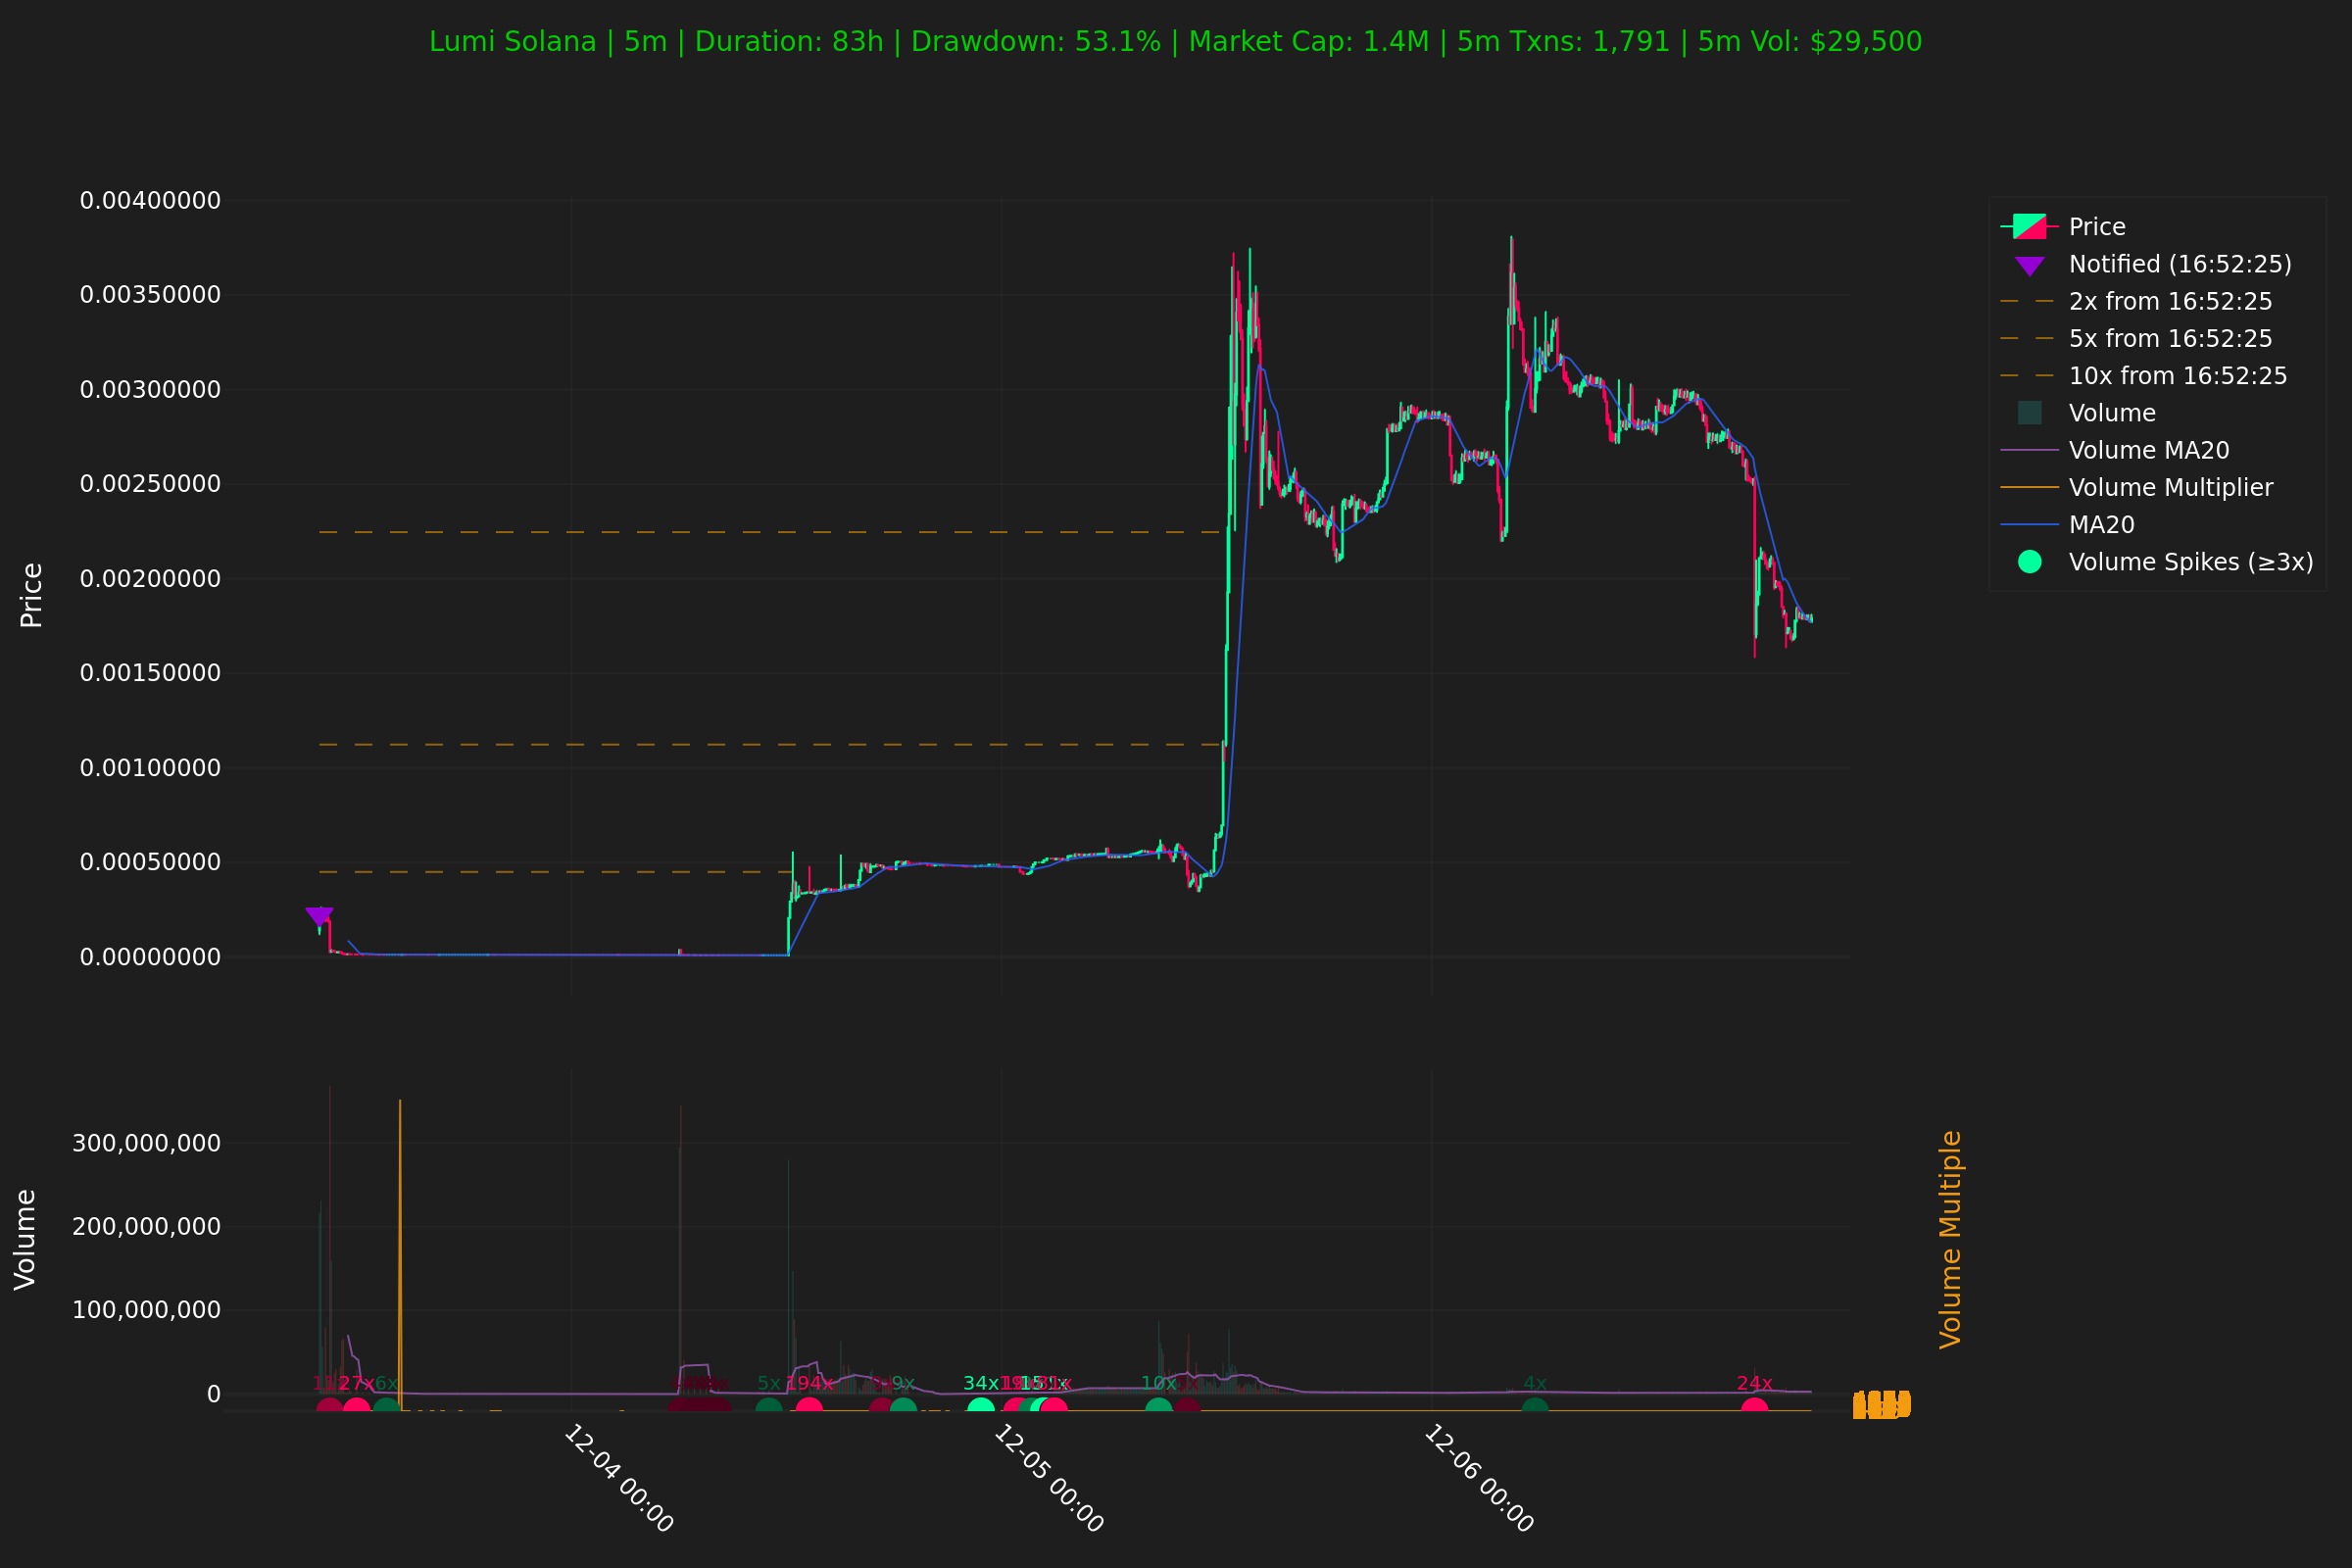 Lumi Solana | 5m | Duration: 83h | Drawdown: 53.1% | Market Cap: 1.4M | 5m Txns: 1,791 | 5m Vol: $29,500
0.00400000
0.00350000
0.00300000
0.00250000
0.00200000
0.00150000
0.00100000
0.00050000
0.00000000
Price
Price
Notified (16:52:25)
2x from 16:52:25
5x from 16:52:25
10x from 16:52:25
Volume
Volume MA20
Volume Multiplier
MA20
Volume Spikes (≥3x)
300,000,000
200,000,000
100,000,000
0
Volume
Volume Multiple
27x
6x
5x
194x
9x
34x
10x
4x
24x
12-04 00:00
12-05 00:00
12-06 00:00